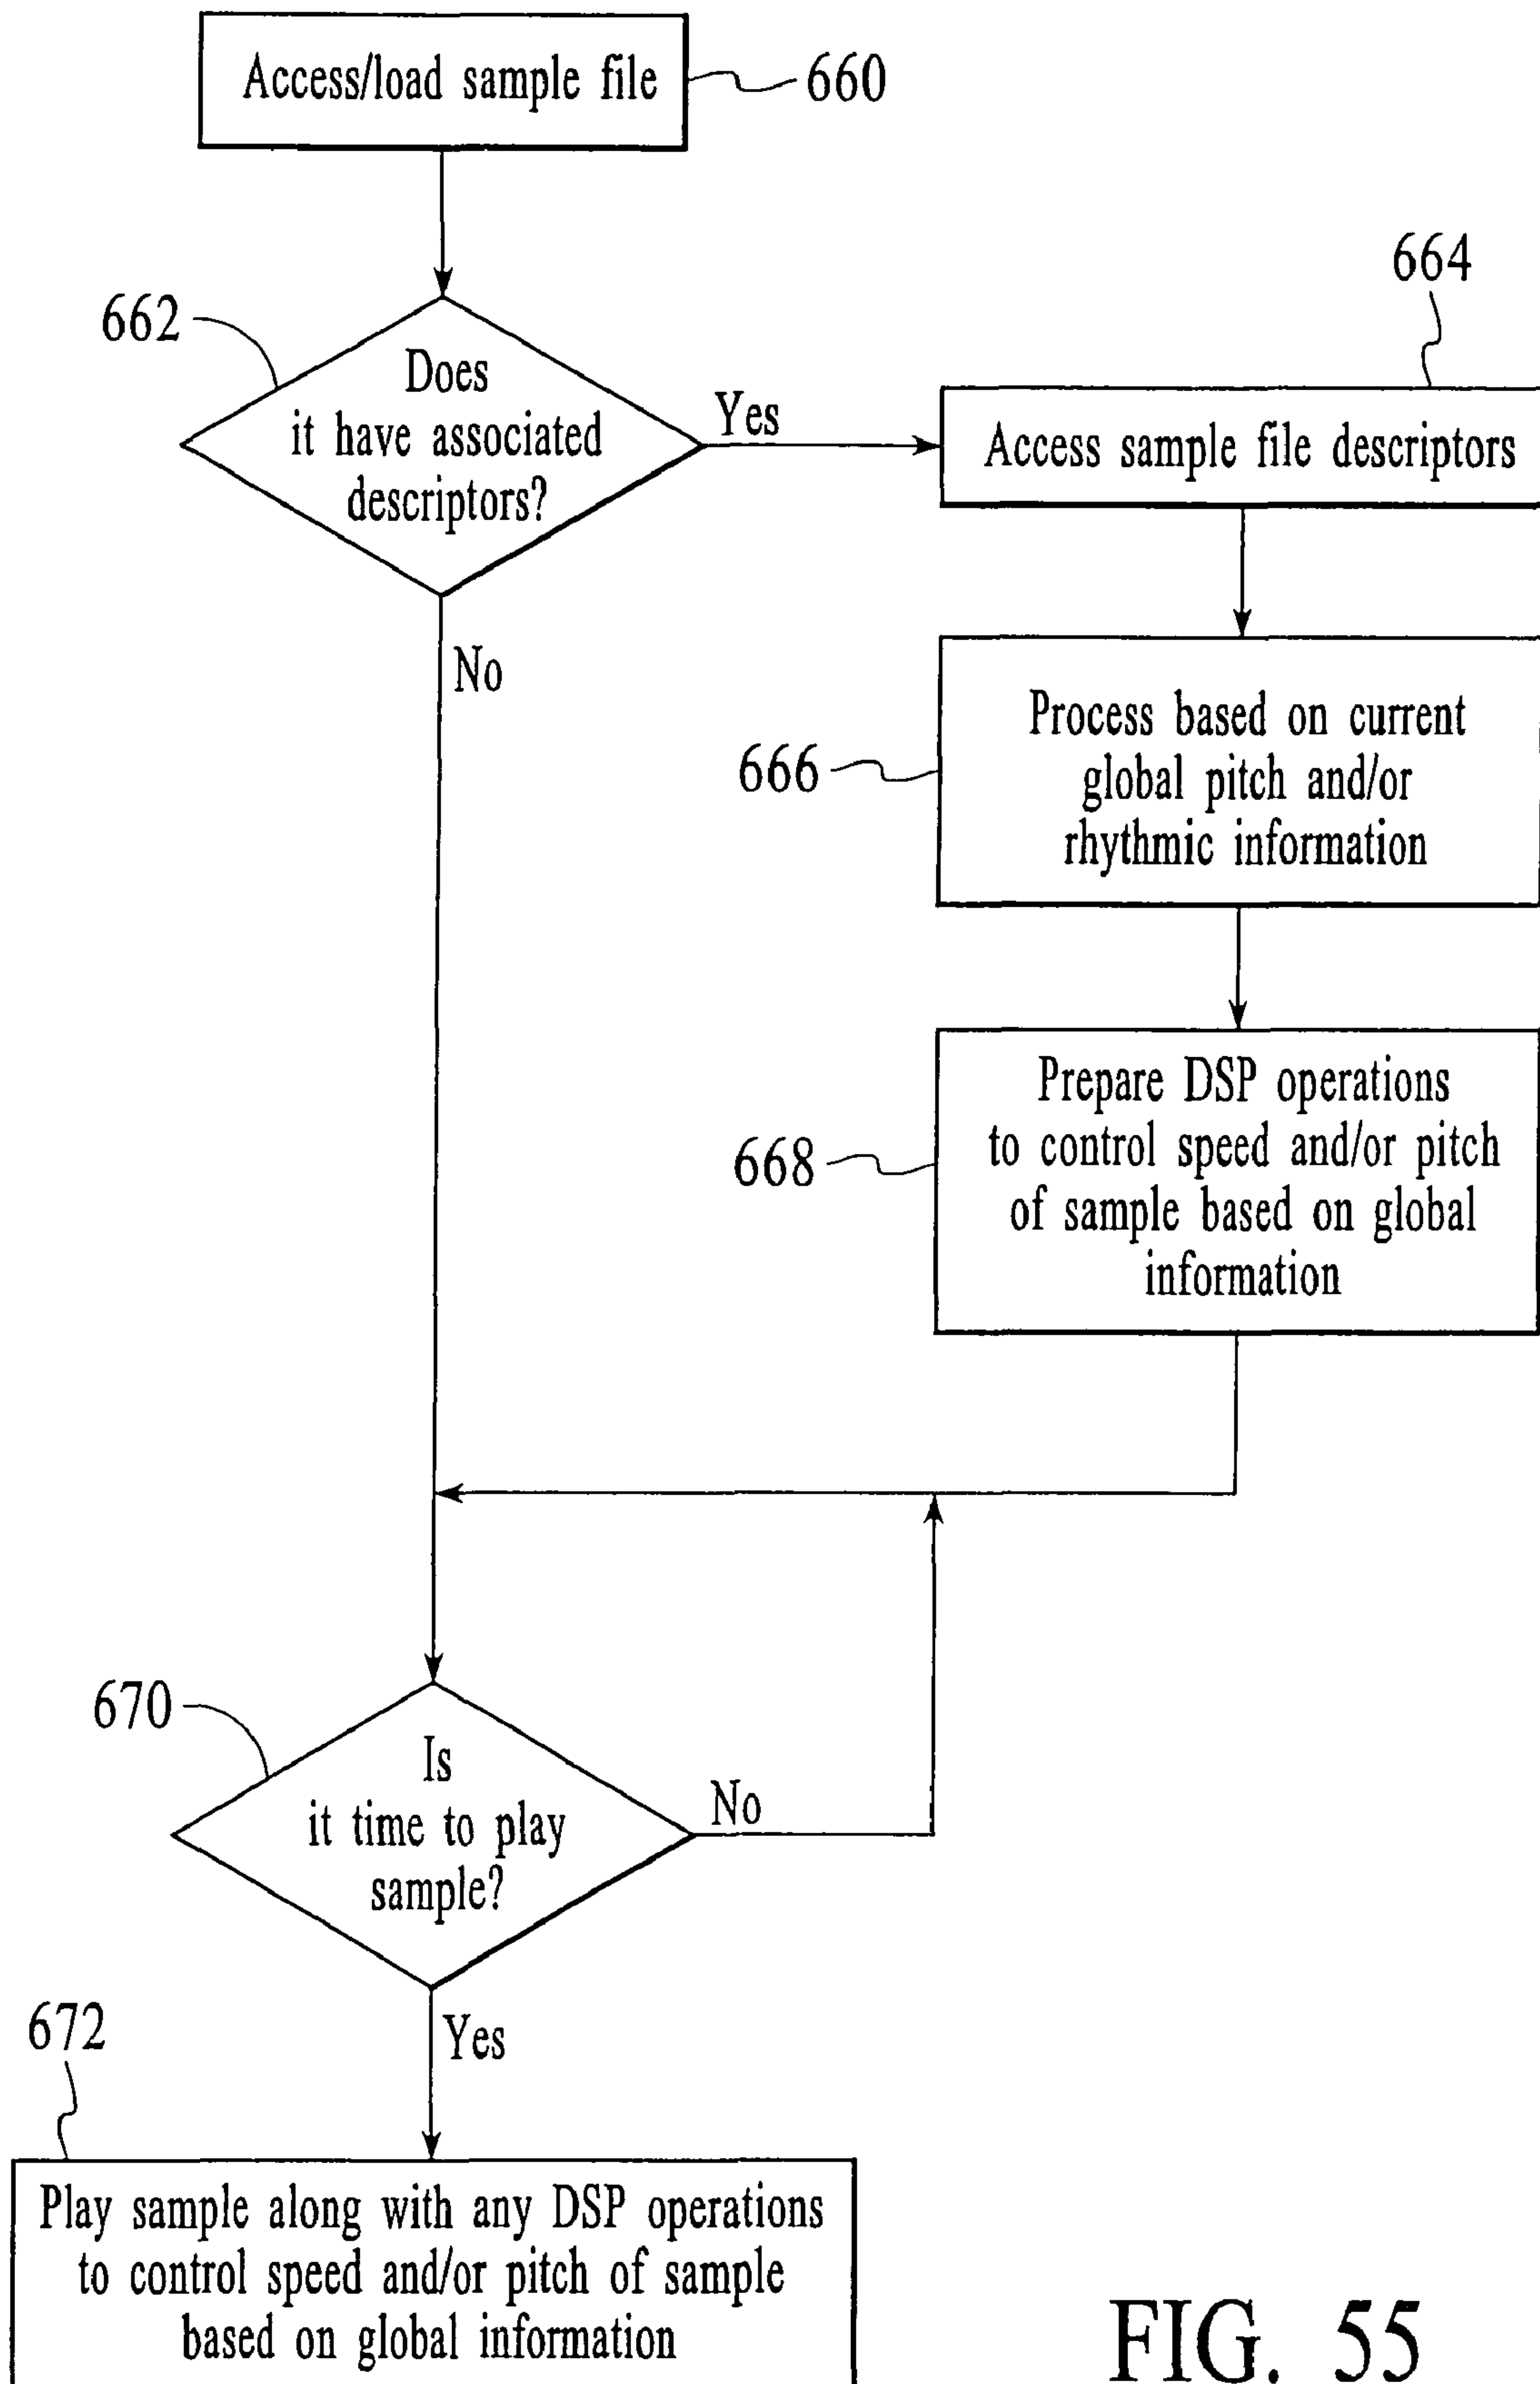 Access/load sample file
660
662
Does
it have associated
descriptors?
Yes
664
Access sample file descriptors
No
666
Process based on current
global pitch and/or
rhythmic information
668
Prepare DSP operations
to control speed and/or pitch
of sample based on global
information
670
Is
it time to play
sample?
No
Yes
672
Play sample along with any DSP operations
to control speed and/or pitch of sample
based on global information
FIG. 55